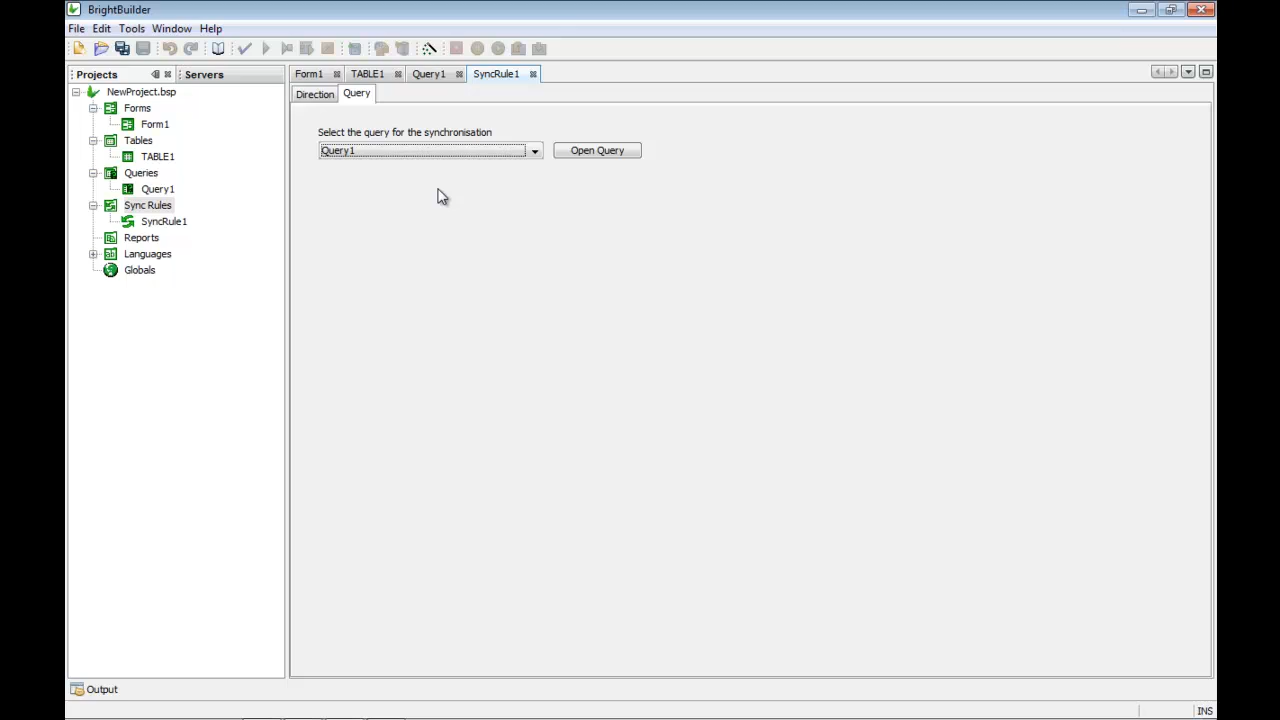 BrightBuilder
File Edit Tools Window Help
Projects Servers Form1 TABLE1 Query1 SyncRule1
NewProject.bsp Direction Query
Forms
Form1
Tables
TABLE1
Queries
Query1
Sync Rules
SyncRule1
Reports
Languages
Globals
Select the query for the synchronisation
Query1 Open Query
Output
INS